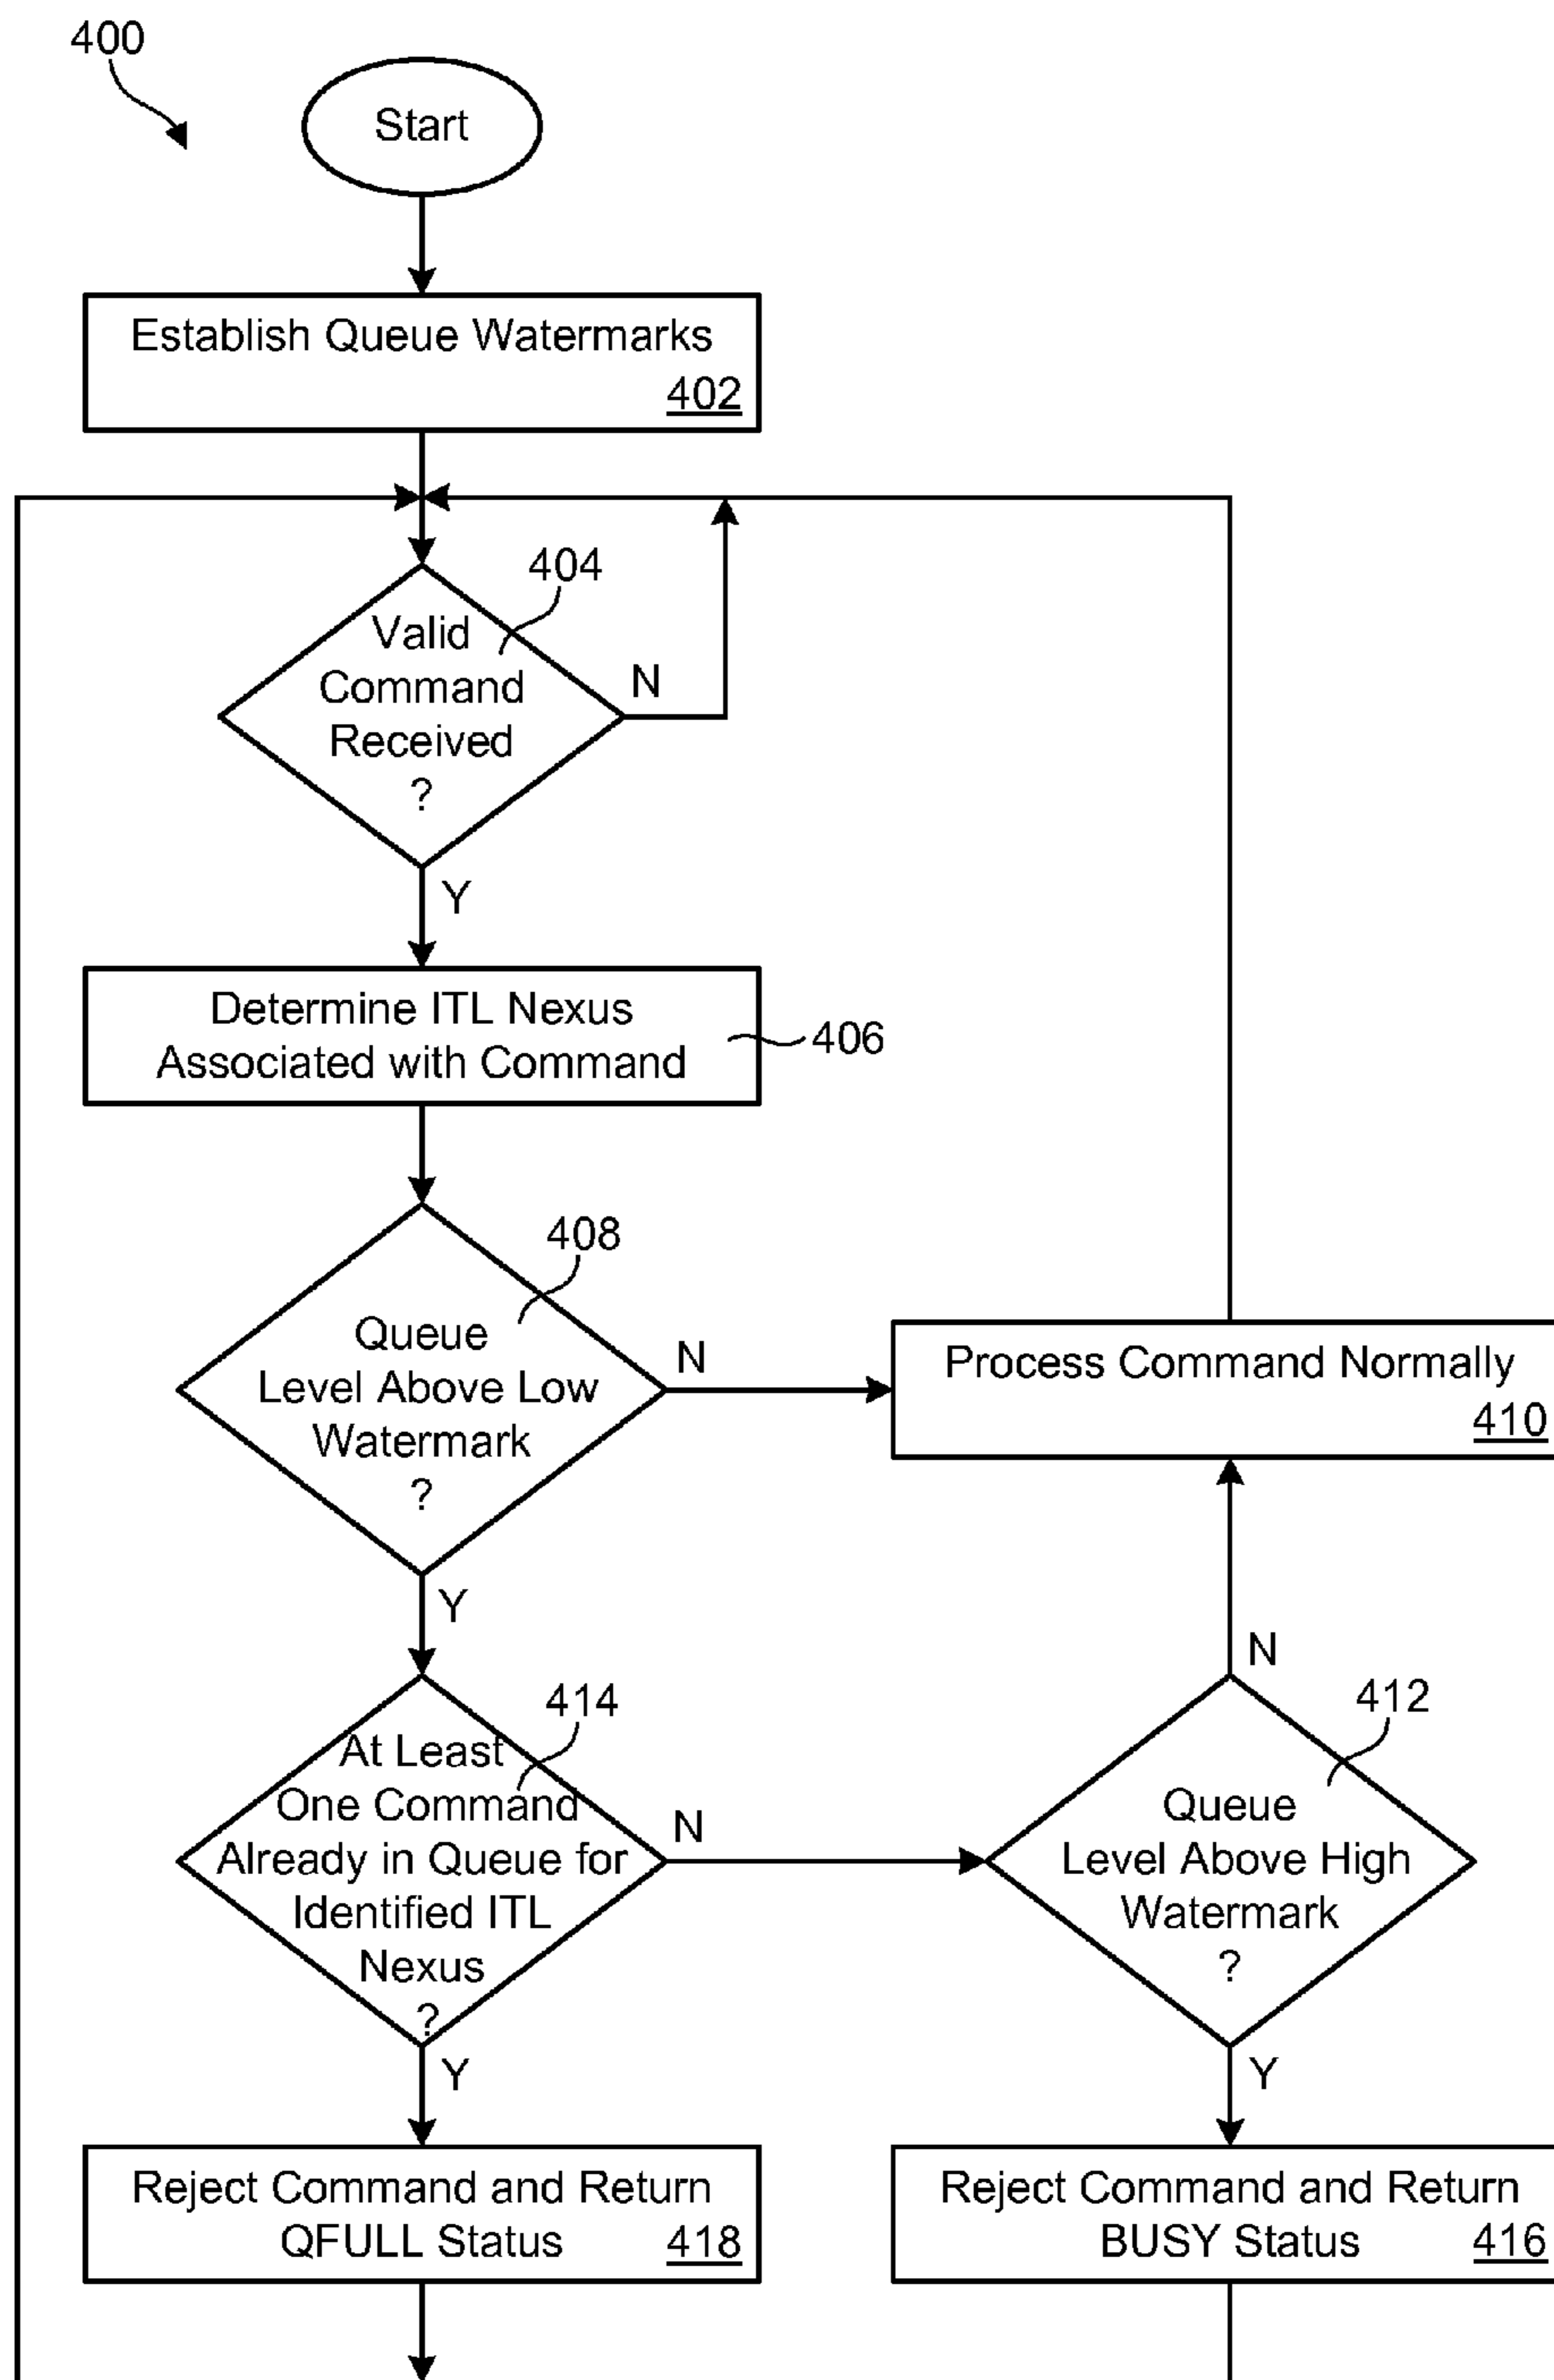 400
Start
Establish Queue Watermarks
402
404
Valid
Command
Received
?
N
Y
Determine ITL Nexus
Associated with Command
406
408
Queue
Level Above Low
Watermark
?
N
Process Command Normally
410
Y
N
414
At Least
One Command
Already in Queue for
Identified ITL
Nexus
?
N
412
Queue
Level Above High
Watermark
?
Y
Y
Reject Command and Return
QFULL Status 418
Reject Command and Return
BUSY Status 416